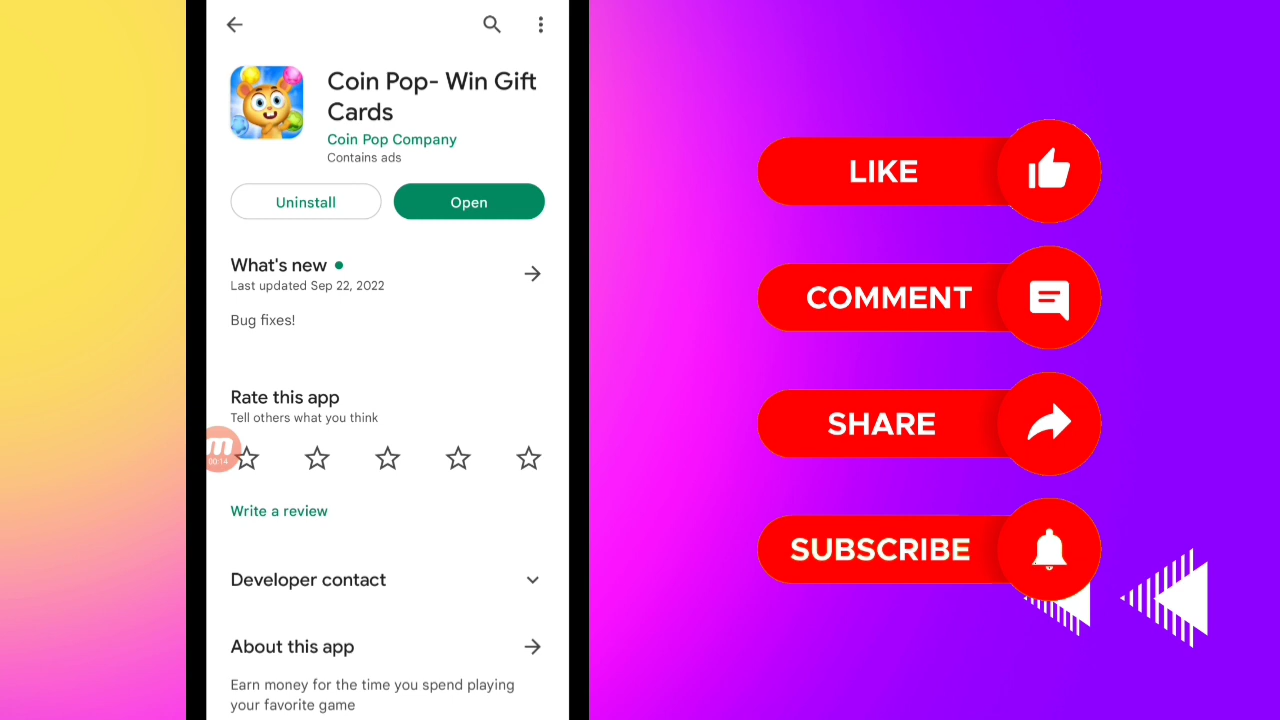 Coin Pop- Win Gift
Cards
Coin Pop Company
Contains ads
Uninstall
Open
What's new
Last updated Sep 22, 2022
Bug fixes!
Rate this app
Tell others what you think
00:14
Write a review
Developer contact
About this app
Earn money for the time you spend playing
your favorite game
LIKE
COMMENT
SHARE
SUBSCRIBE